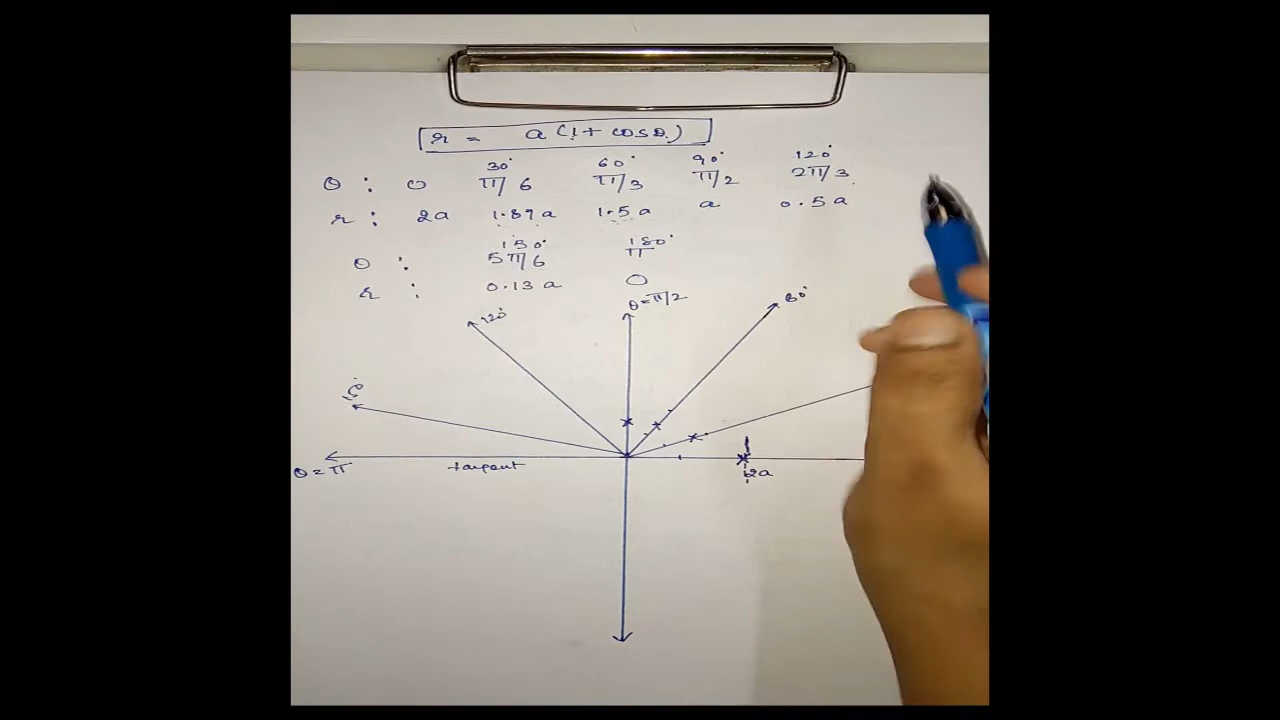 r = a(1+cosθ)
30° 60° 90° 120°
θ : 0 π/6 π/3 π/2 2π/3
r : 2a 1.87a 1.5a a 0.5a
150° 180°
θ : 5π/6 π
r : 0.13a 0
θ=π/2
60°
120°
θ=π
tangent
2a